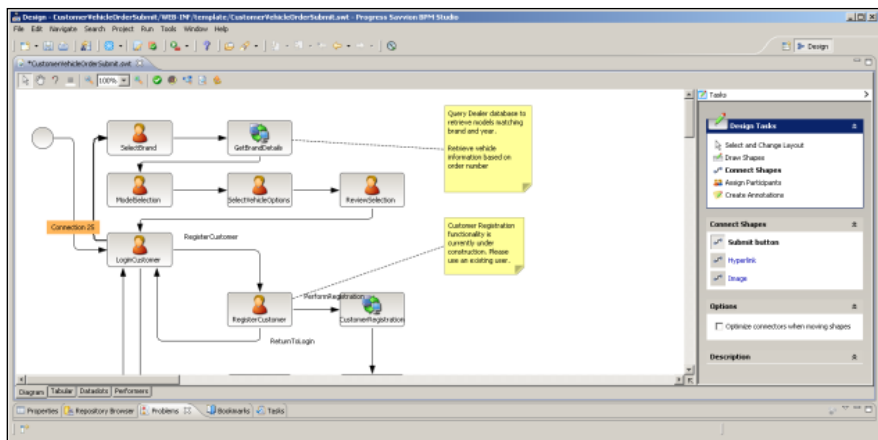 Design - CustomerVehicleOrderSubmit/WEB-INF/template/CustomerVehicleOrderSubmit.swt - Progress Savvion BPM Studio
File Edit Navigate Search Project Run Tools Window Help
Design
*CustomerVehicleOrderSubmit.swt
100%
Tasks
Query Dealer database to
retrieve models matching
brand and year.
Retrieve vehicle
information based on
order number
Design Tasks
SelectBrand
GetBrandDetails
Select and Change Layout
Draw Shapes
Connect Shapes
Assign Participants
Create Annotations
ModelSelection
SelectVehicleOptions
ReviewSelection
Connection 25
Customer Registration
functionality is
currently under
construction. Please
use an existing user.
Connect Shapes
RegisterCustomer
Submit button
LoginCustomer
Hyperlink
Image
PerformRegistration
RegisterCustomer
CustomerRegistration
Options
Optimize connectors when moving shapes
ReturnToLogin
Description
Diagram Tabular Dataslots Performers
Properties Repository Browser Problems Bookmarks Tasks